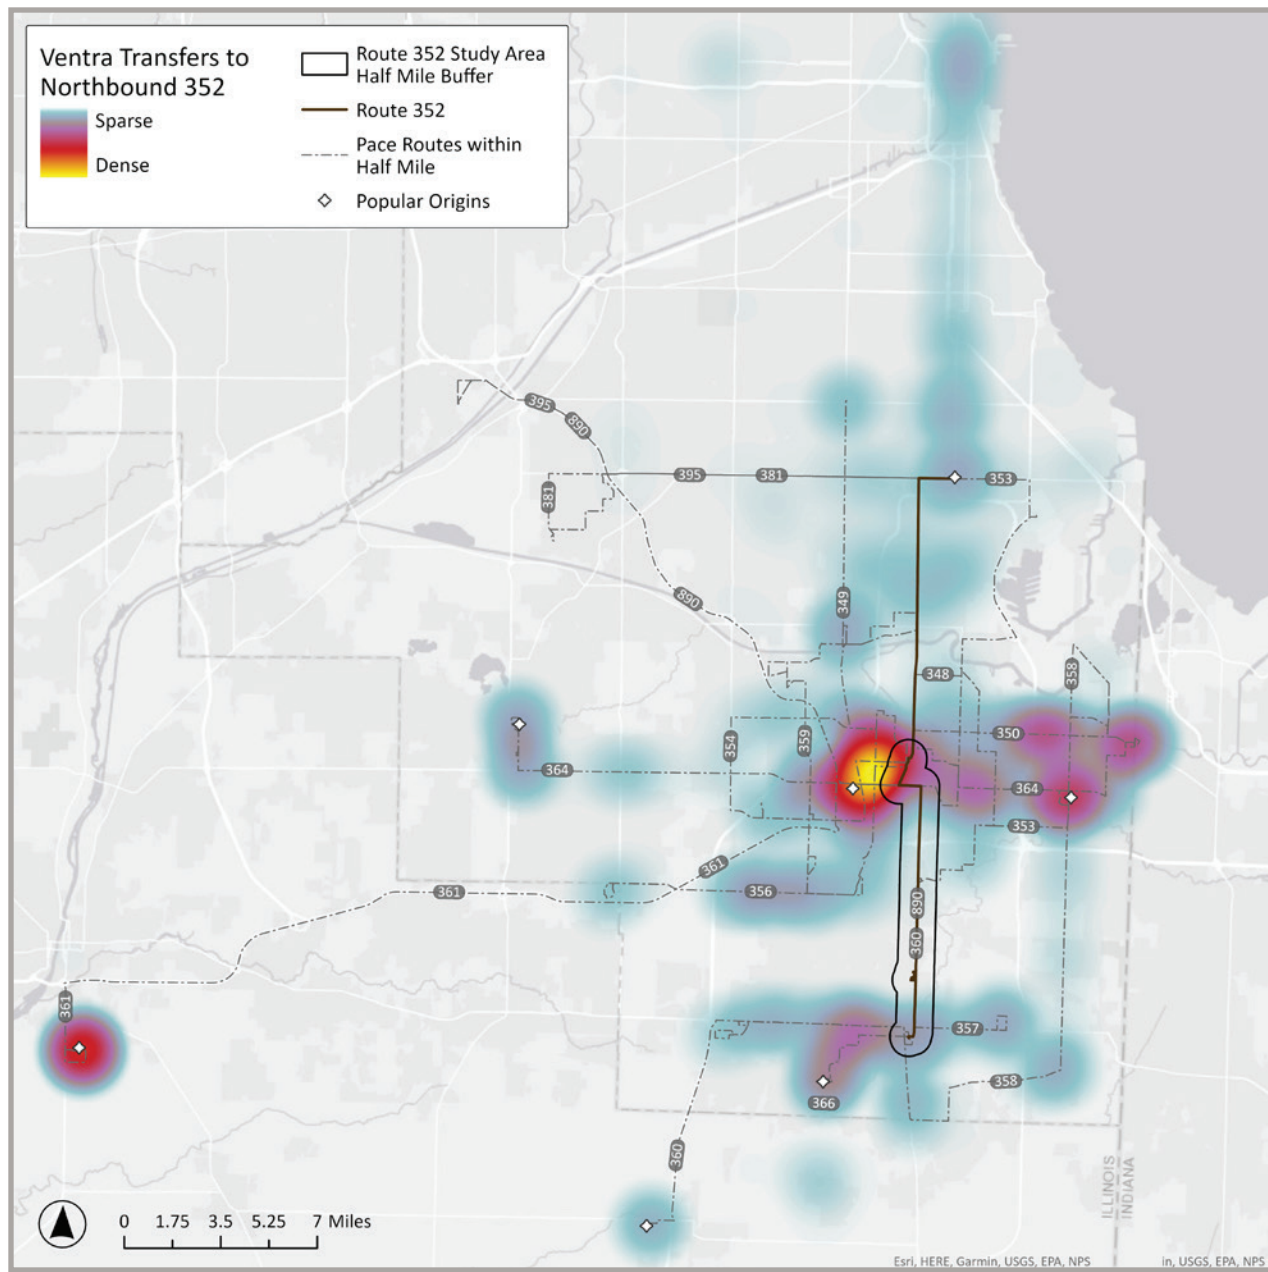 Ventra Transfers to
Northbound 352
Sparse
Dense
Route 352 Study Area
Half Mile Buffer
Route 352
Pace Routes within
Half Mile
Popular Origins
395
890
395
381
353
381
890
349
348
358
350
354
359
364
364
353
361
356
361
890
360
361
357
358
366
360
ILLINOIS
INDIANA
0 1.75 3.5 5.25 7 Miles
Esri, HERE, Garmin, USGS, EPA, NPS
in, USGS, EPA, NPS